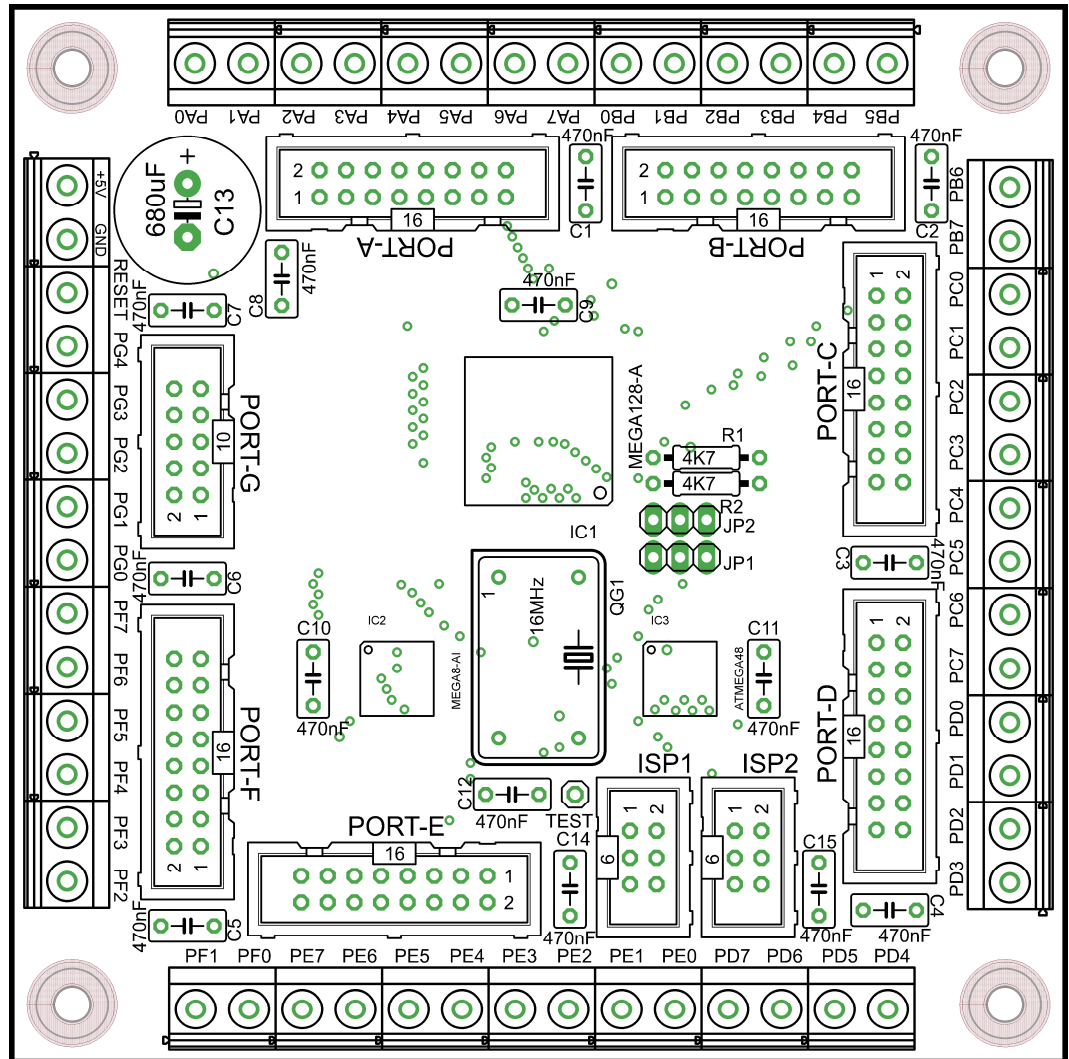 PA0 PA1 PA2 PA3 PA4 PA5 PA6 PA7 PB0 PB1 PB2 PB3 PB4 PB5
+5V
GND
RESET
PG4
PG3
PG2
PG1
PG0
PF7
PF6
PF5
PF4
PF3
PF2
680uF
+
C13
2
1
16
PORT-A
470nF
C1
2
1
16
PORT-B
470nF
C2
PB6
PB7
PC0
PC1
PC2
PC3
PC4
PC5
PC6
PC7
PD0
PD1
PD2
PD3
470nF
C7
C8
470nF
470nF
C9
1 2
16
PORT-C
10
PORT-G
2 1
MEGA128-A
IC1
R1
4K7
4K7
R2
JP2
JP1
C3
470nF
470nF
C6
C10
470nF
IC2
MEGA8-AI
1
16MHz
QG1
IC3
ATMEGA48
C11
470nF
1 2
16
PORT-D
16
PORT-F
2 1
C12
470nF
TEST
ISP1
1 2
6
ISP2
1 2
6
PORT-E
16
1
2
C14
470nF
C15
470nF
C4
470nF
470nF
C5
PF1 PF0 PE7 PE6 PE5 PE4 PE3 PE2 PE1 PE0 PD7 PD6 PD5 PD4